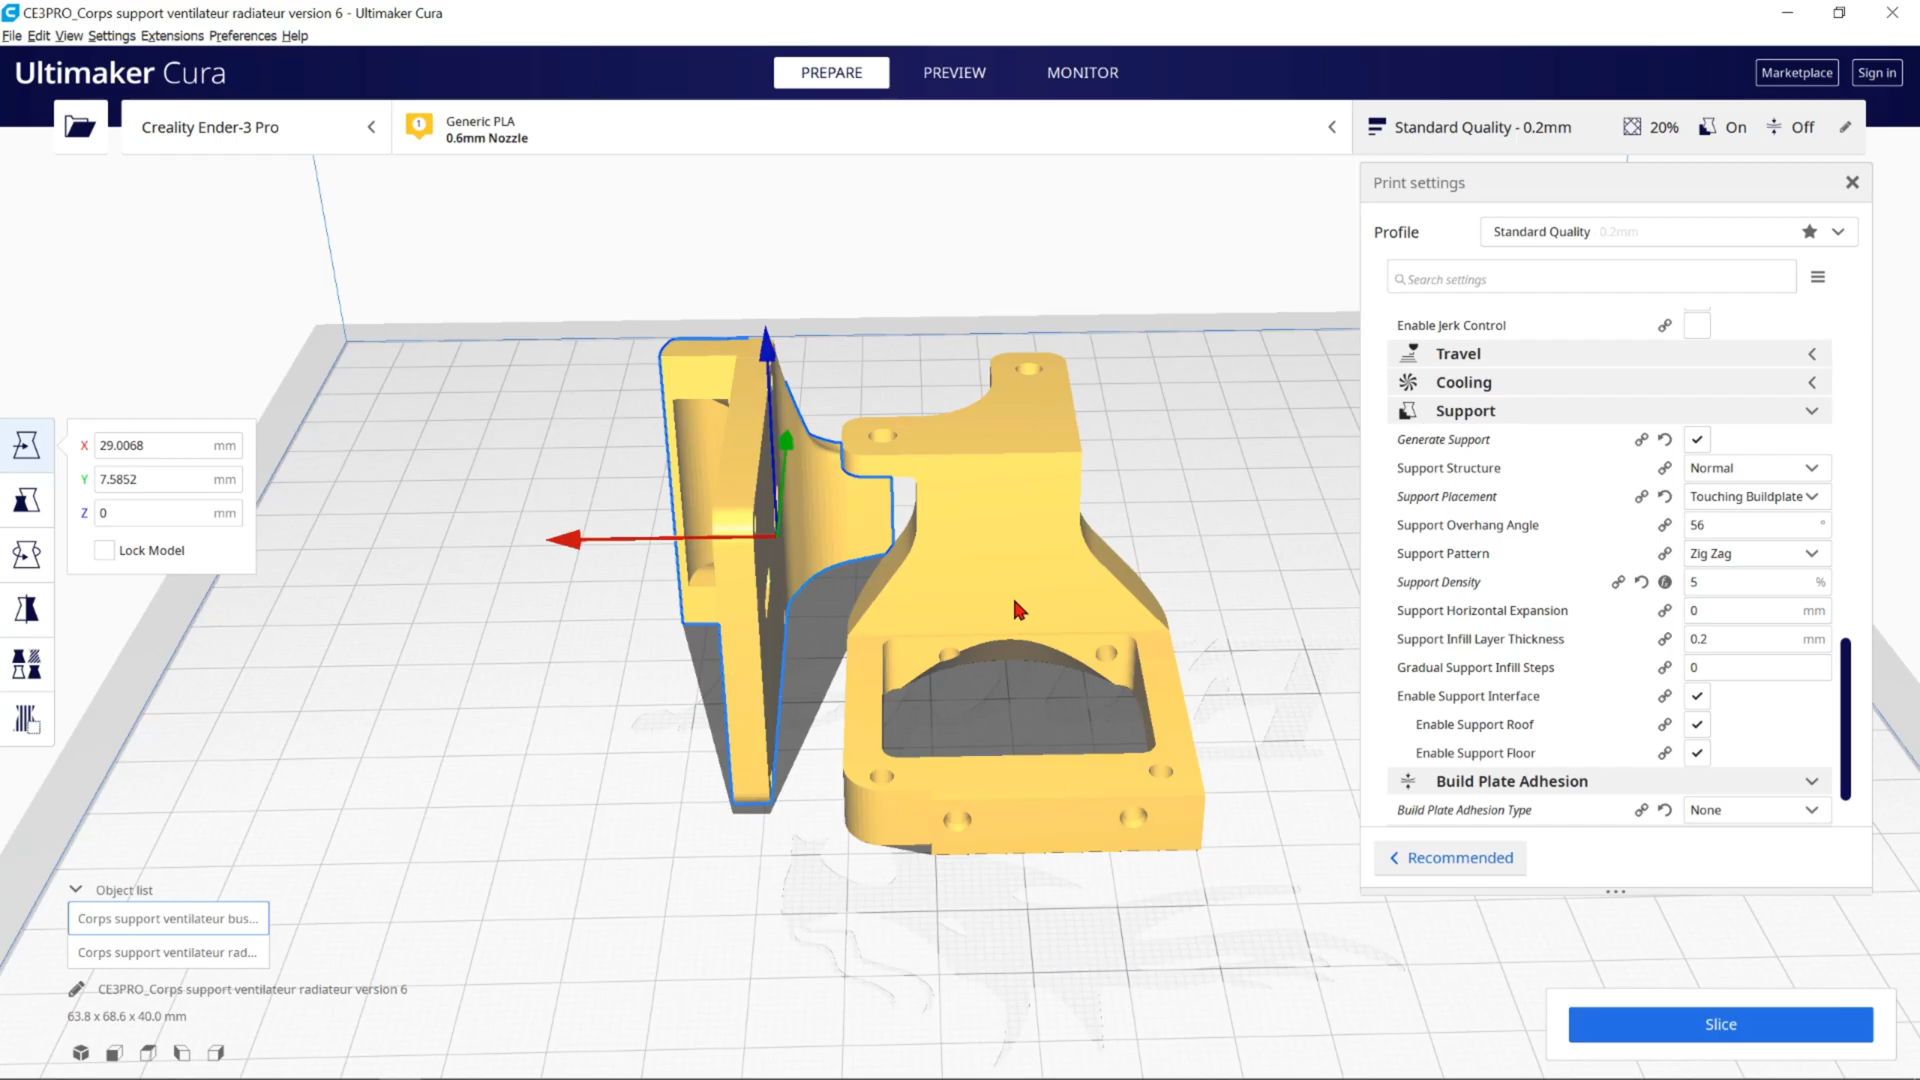 CE3PRO_Corps support ventilateur radiateur version 6 - Ultimaker Cura
File Edit View Settings Extensions Preferences Help
Ultimaker Cura
PREPARE
PREVIEW
MONITOR
Marketplace
Sign in
Creality Ender-3 Pro
1
Generic PLA
0.6mm Nozzle
Standard Quality - 0.2mm
20%
On
Off
Print settings
Profile
Standard Quality 0.2mm
Search settings
Enable Jerk Control
Travel
Cooling
Support
Generate Support
Support Structure
Normal
Support Placement
Touching Buildplate
Support Overhang Angle
56 °
Support Pattern
Zig Zag
Support Density
5 %
Support Horizontal Expansion
0 mm
Support Infill Layer Thickness
0.2 mm
Gradual Support Infill Steps
0
Enable Support Interface
Enable Support Roof
Enable Support Floor
Build Plate Adhesion
Build Plate Adhesion Type
None
Recommended
X 29.0068 mm
Y 7.5852 mm
Z 0 mm
Lock Model
Object list
Corps support ventilateur bus...
Corps support ventilateur rad...
CE3PRO_Corps support ventilateur radiateur version 6
63.8 x 68.6 x 40.0 mm
Slice